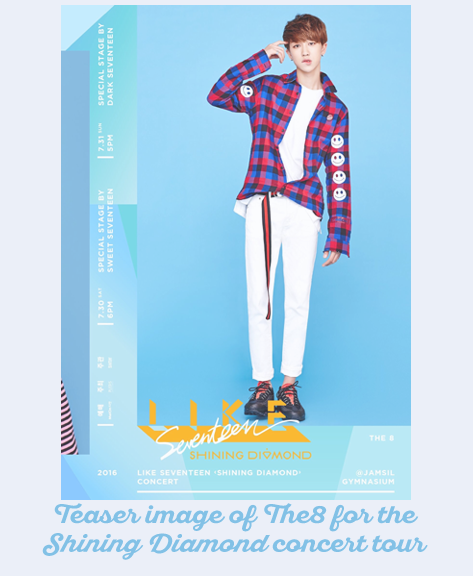 SPECIAL STAGE BY
DARK SEVENTEEN
7.31 SUN
5PM
SPECIAL STAGE BY
SWEET SEVENTEEN
7.30 SAT
6PM
LIKE
Seventeen
SHINING DIAMOND
THE 8
2016
LIKE SEVENTEEN 'SHINING DIAMOND'
CONCERT
@JAMSIL
GYMNASIUM
Teaser image of The8 for the
Shining Diamond concert tour